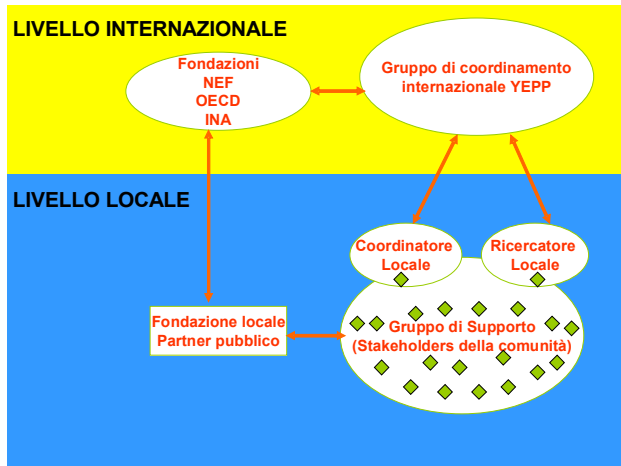 LIVELLO INTERNAZIONALE
Fondazioni
NEF
OECD
INA
Gruppo di coordinamento
internazionale YEPP
LIVELLO LOCALE
Coordinatore
Locale
Ricercatore
Locale
Fondazione locale
Partner pubblico
Gruppo di Supporto
(Stakeholders della comunità)